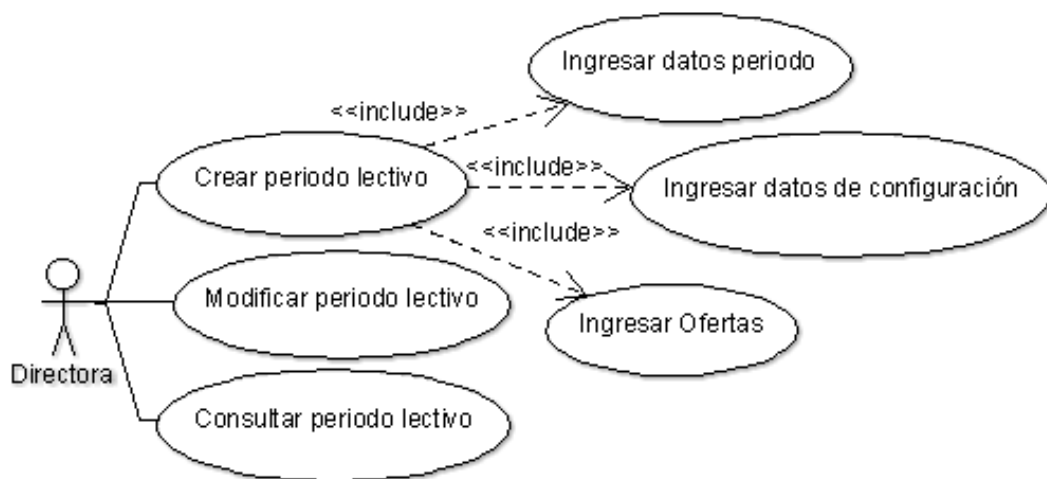 Ingresar datos periodo
<<include>>
Crear periodo lectivo
<<include>>
Ingresar datos de configuración
<<include>>
Modificar periodo lectivo
Ingresar Ofertas
Directora
Consultar periodo lectivo